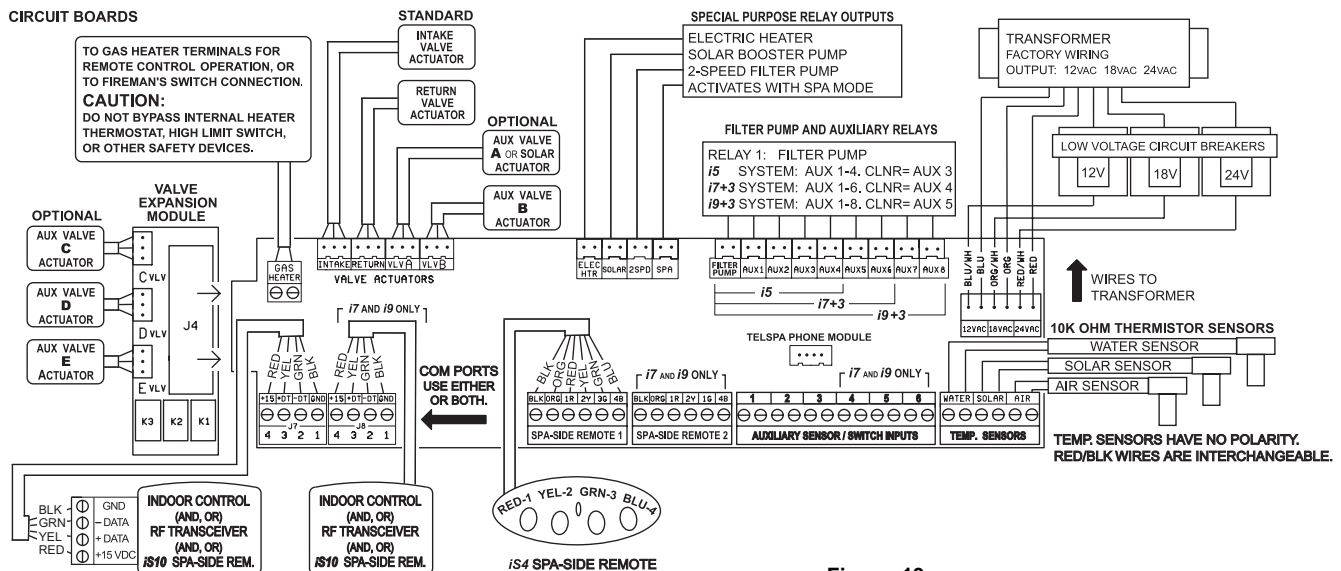 CIRCUIT BOARDS
TO GAS HEATER TERMINALS FOR
REMOTE CONTROL OPERATION, OR
TO FIREMAN'S SWITCH CONNECTION.
CAUTION:
DO NOT BYPASS INTERNAL HEATER
THERMOSTAT, HIGH LIMIT SWITCH,
OR OTHER SAFETY DEVICES.
STANDARD
INTAKE
VALVE
ACTUATOR
RETURN
VALVE
ACTUATOR
OPTIONAL
AUX VALVE
A OR SOLAR
ACTUATOR
AUX VALVE
B
ACTUATOR
SPECIAL PURPOSE RELAY OUTPUTS
ELECTRIC HEATER
SOLAR BOOSTER PUMP
2-SPEED FILTER PUMP
ACTIVATES WITH SPA MODE
FILTER PUMP AND AUXILIARY RELAYS
RELAY 1: FILTER PUMP
i5 SYSTEM: AUX 1-4. CLNR= AUX 3
i7+3 SYSTEM: AUX 1-6. CLNR= AUX 4
i9+3 SYSTEM: AUX 1-8. CLNR= AUX 5
TRANSFORMER
FACTORY WIRING
OUTPUT: 12VAC 18VAC 24VAC
LOW VOLTAGE CIRCUIT BREAKERS
12V 18V 24V
VALVE
EXPANSION
MODULE
OPTIONAL
AUX VALVE
C
ACTUATOR
AUX VALVE
D
ACTUATOR
AUX VALVE
E
ACTUATOR
C VLV
D VLV
E VLV
J4
K3 K2 K1
GAS
HEATER
INTAKE RETURN VLV A VLV B
VALVE ACTUATORS
ELEC
HTR SOLAR 2SPD SPA
FILTER
PUMP AUX1 AUX2 AUX3 AUX4 AUX5 AUX6 AUX7 AUX8
i5
i7+3
i9+3
BLU/WH
BLU
ORG/WH
ORG
RED/WH
RED
12VAC 18VAC 24VAC
WIRES TO
TRANSFORMER
TELSPA PHONE MODULE
10K OHM THERMISTOR SENSORS
WATER SENSOR
SOLAR SENSOR
AIR SENSOR
TEMP. SENSORS HAVE NO POLARITY.
RED/BLK WIRES ARE INTERCHANGEABLE.
i7 AND i9 ONLY
RED YEL GRN BLK
RED YEL GRN BLK
+15 +DT -DT GND
J7
4 3 2 1
+15 +DT -DT GND
J8
4 3 2 1
COM PORTS
USE EITHER
OR BOTH.
BLK ORG RED YEL GRN BLU
BLK ORG 1R 2Y 3G 4B
SPA-SIDE REMOTE 1
i7 AND i9 ONLY
BLK ORG 1R 2Y 1G 4B
SPA-SIDE REMOTE 2
i7 AND i9 ONLY
1 2 3 4 5 6
AUXILIARY SENSOR / SWITCH INPUTS
WATER SOLAR AIR
TEMP. SENSORS
BLK GND
GRN - DATA
YEL + DATA
RED +15 VDC
INDOOR CONTROL
(AND, OR)
RF TRANSCEIVER
(AND, OR)
iS10 SPA-SIDE REM.
INDOOR CONTROL
(AND, OR)
RF TRANSCEIVER
(AND, OR)
iS10 SPA-SIDE REM.
RED-1 YEL-2 GRN-3 BLU-4
iS4 SPA-SIDE REMOTE